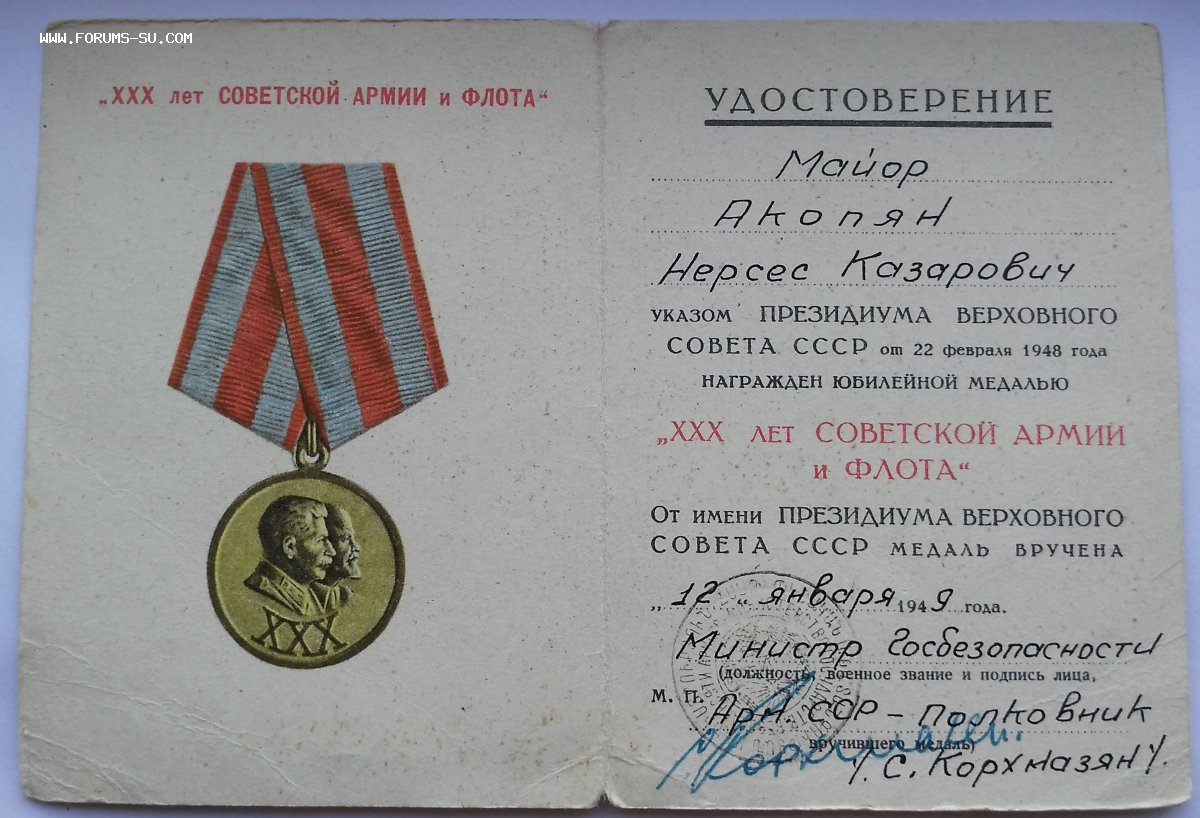 www.forums-su.com
„XXX лет СОВЕТСКОЙ АРМИИ и ФЛОТА“
XXX
УДОСТОВЕРЕНИЕ
Майор
Акопян
Нерсес Казарович
указом ПРЕЗИДИУМА ВЕРХОВНОГО
СОВЕТА СССР от 22 февраля 1948 года
НАГРАЖДЕН ЮБИЛЕЙНОЙ МЕДАЛЬЮ
„XXX лет СОВЕТСКОЙ АРМИИ
и ФЛОТА“
От имени ПРЕЗИДИУМА ВЕРХОВНОГО
СОВЕТА СССР МЕДАЛЬ ВРУЧЕНА
„12„ января 1949 года.
Министр Госбезопасности
(должность, военное звание и подпись лица,
М. П. Арм. ССР – полковник
вручившего медаль)
/.С. Корхмазян/.